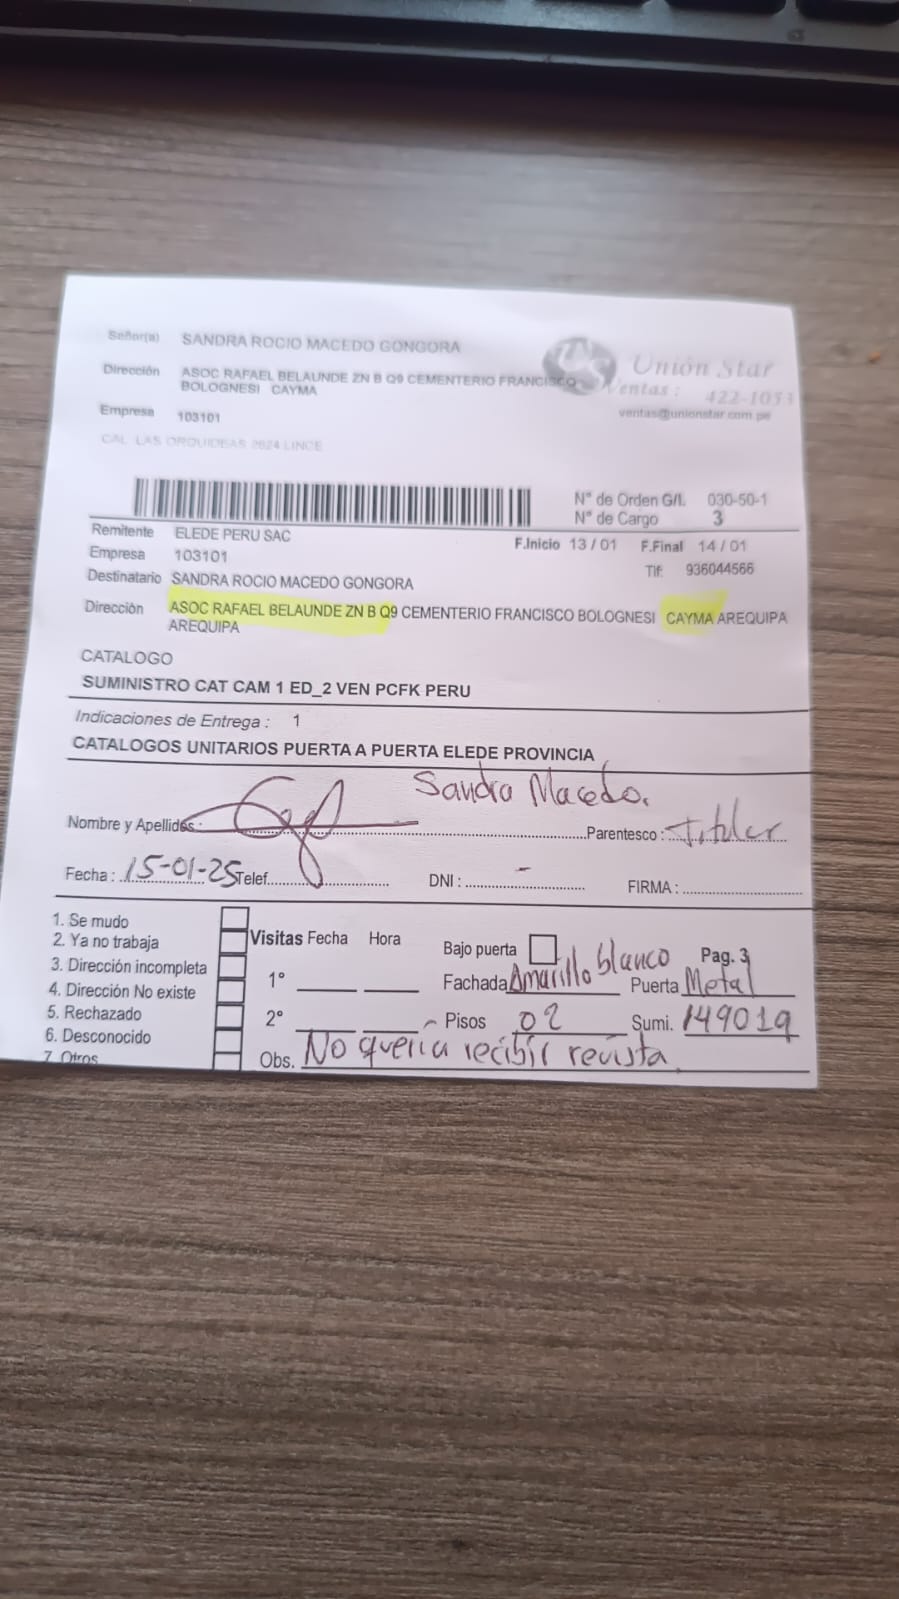 Señor(a) SANDRA ROCIO MACEDO GONGORA
Dirección ASOC RAFAEL BELAUNDE ZN B Q9 CEMENTERIO FRANCISCO
BOLOGNESI CAYMA
Empresa 103101
CAL LAS ORQUIDEAS 2624 LINCE
Unión Star
Ventas : 422-1053
ventas@unionstar.com.pe
N° de Orden G/I. 030-50-1
N° de Cargo 3
Remitente ELEDE PERU SAC
F.Inicio 13 / 01 F.Final 14 / 01
Empresa 103101
Tlf: 936044566
Destinatario SANDRA ROCIO MACEDO GONGORA
Dirección ASOC RAFAEL BELAUNDE ZN B Q9 CEMENTERIO FRANCISCO BOLOGNESI CAYMA AREQUIPA
AREQUIPA
CATALOGO
SUMINISTRO CAT CAM 1 ED_2 VEN PCFK PERU
Indicaciones de Entrega : 1
CATALOGOS UNITARIOS PUERTA A PUERTA ELEDE PROVINCIA
Sandra Macedo.
Nombre y Apellidos: Parentesco : Titular
Fecha : 15-01-25 Telef. DNI : - FIRMA :
1. Se mudo
2. Ya no trabaja
3. Dirección incompleta
4. Dirección No existe
5. Rechazado
6. Desconocido
7. Otros
Visitas Fecha Hora
1°
2°
Bajo puerta Pag. 3
Fachada Amarillo blanco Puerta Metal
Pisos 02 Sumi. 149019
Obs. No queria recibir revista